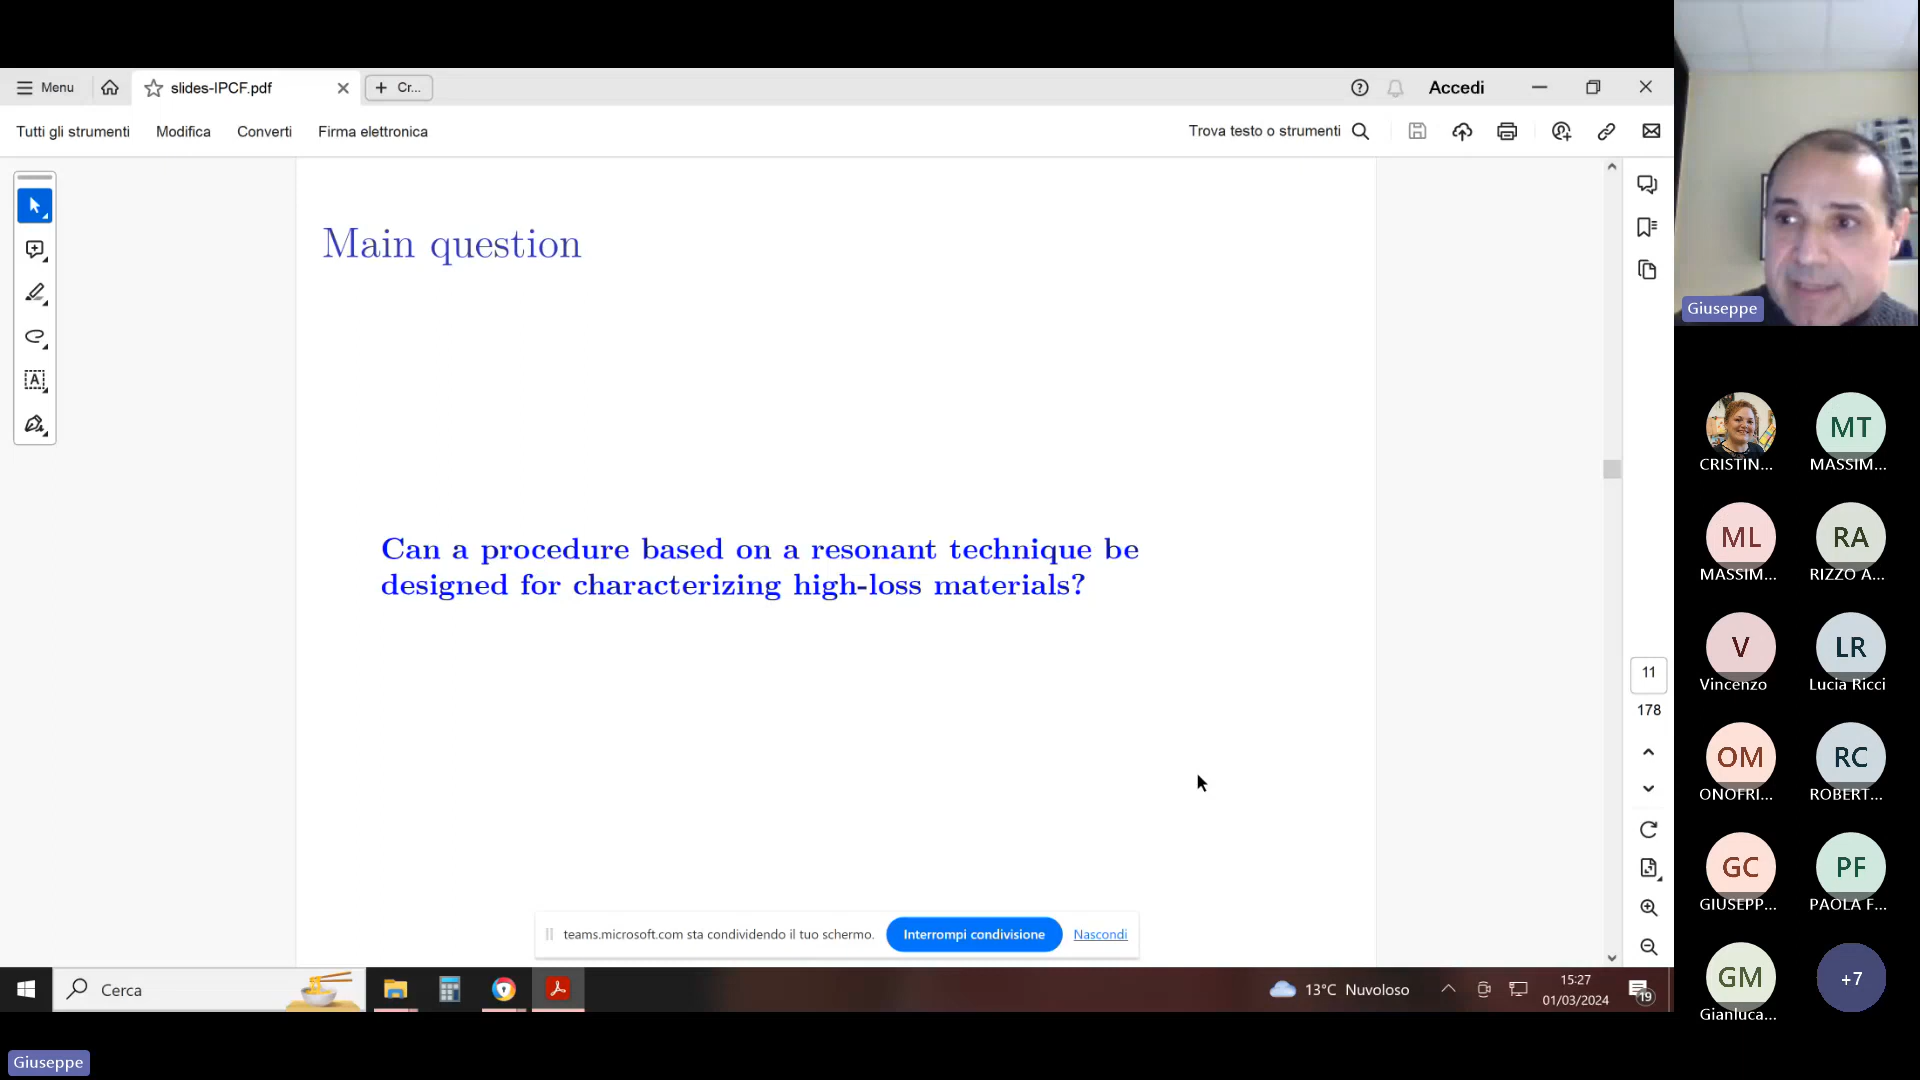 Menu
slides-IPCF.pdf
Cr...
Accedi
Tutti gli strumenti
Modifica
Converti
Firma elettronica
Trova testo o strumenti
Main question
Can a procedure based on a resonant technique be
designed for characterizing high-loss materials?
11
178
teams.microsoft.com sta condividendo il tuo schermo.
Interrompi condivisione
Nascondi
Cerca
13°C Nuvoloso
15:27
01/03/2024
19
Giuseppe
Giuseppe
CRISTIN...
MT
MASSIM...
ML
MASSIM...
RA
RIZZO A...
V
Vincenzo
LR
Lucia Ricci
OM
ONOFRI...
RC
ROBERT...
GC
GIUSEPP...
PF
PAOLA F...
GM
Gianluca...
+7